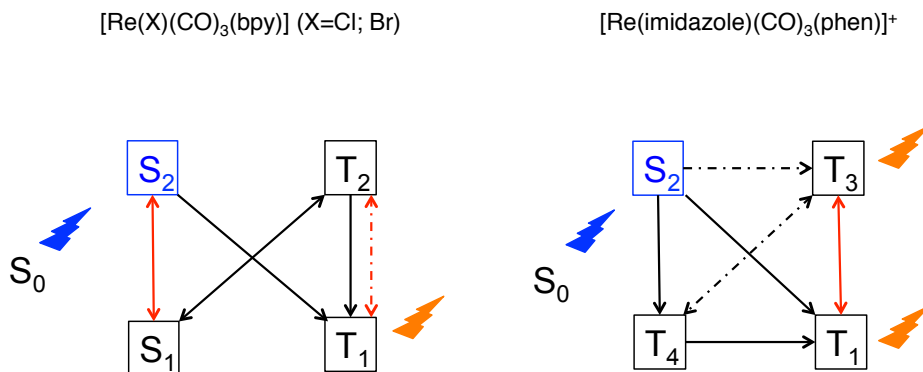 [Re(X)(CO)₃(bpy)] (X=Cl; Br)
[Re(imidazole)(CO)₃(phen)]⁺
S₂
T₂
S₀
S₁
T₁
S₂
T₃
S₀
T₄
T₁